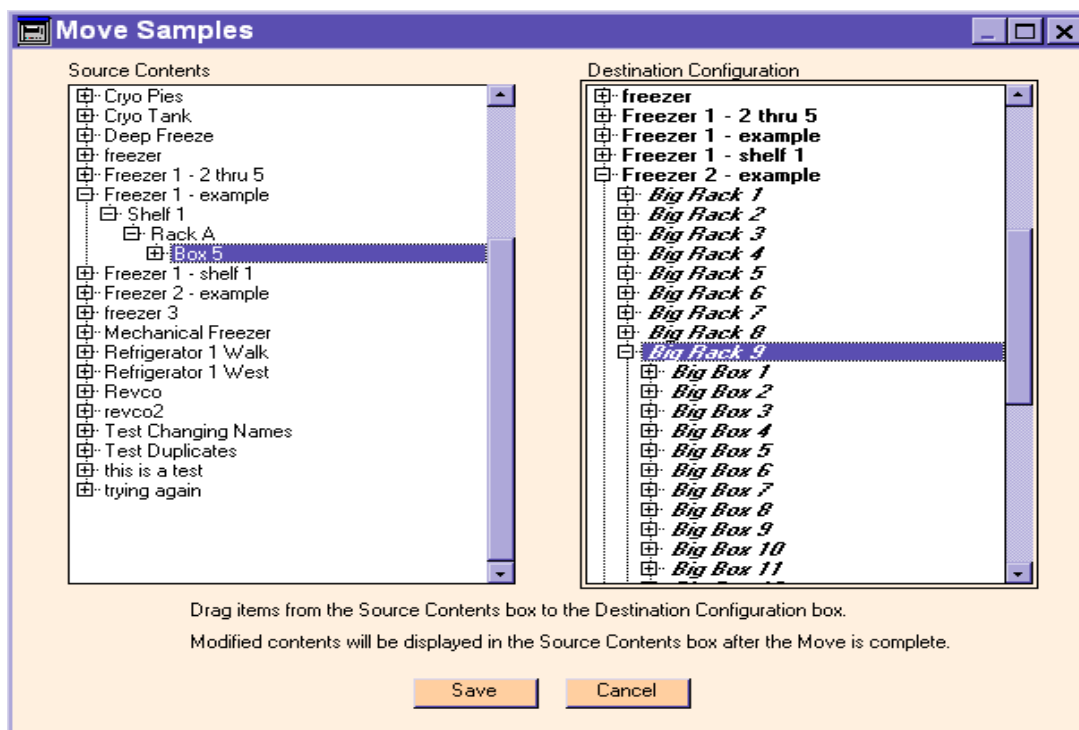 Move Samples
Source Contents
Cryo Pies
Cryo Tank
Deep Freeze
freezer
Freezer 1 - 2 thru 5
Freezer 1 - example
Shelf 1
Rack A
Box 5
Freezer 1 - shelf 1
Freezer 2 - example
freezer 3
Mechanical Freezer
Refrigerator 1 Walk
Refrigerator 1 West
Revco
revco2
Test Changing Names
Test Duplicates
this is a test
trying again
Destination Configuration
freezer
Freezer 1 - 2 thru 5
Freezer 1 - example
Freezer 1 - shelf 1
Freezer 2 - example
Big Rack 1
Big Rack 2
Big Rack 3
Big Rack 4
Big Rack 5
Big Rack 6
Big Rack 7
Big Rack 8
Big Rack 9
Big Box 1
Big Box 2
Big Box 3
Big Box 4
Big Box 5
Big Box 6
Big Box 7
Big Box 8
Big Box 9
Big Box 10
Big Box 11
Drag items from the Source Contents box to the Destination Configuration box.
Modified contents will be displayed in the Source Contents box after the Move is complete.
Save
Cancel